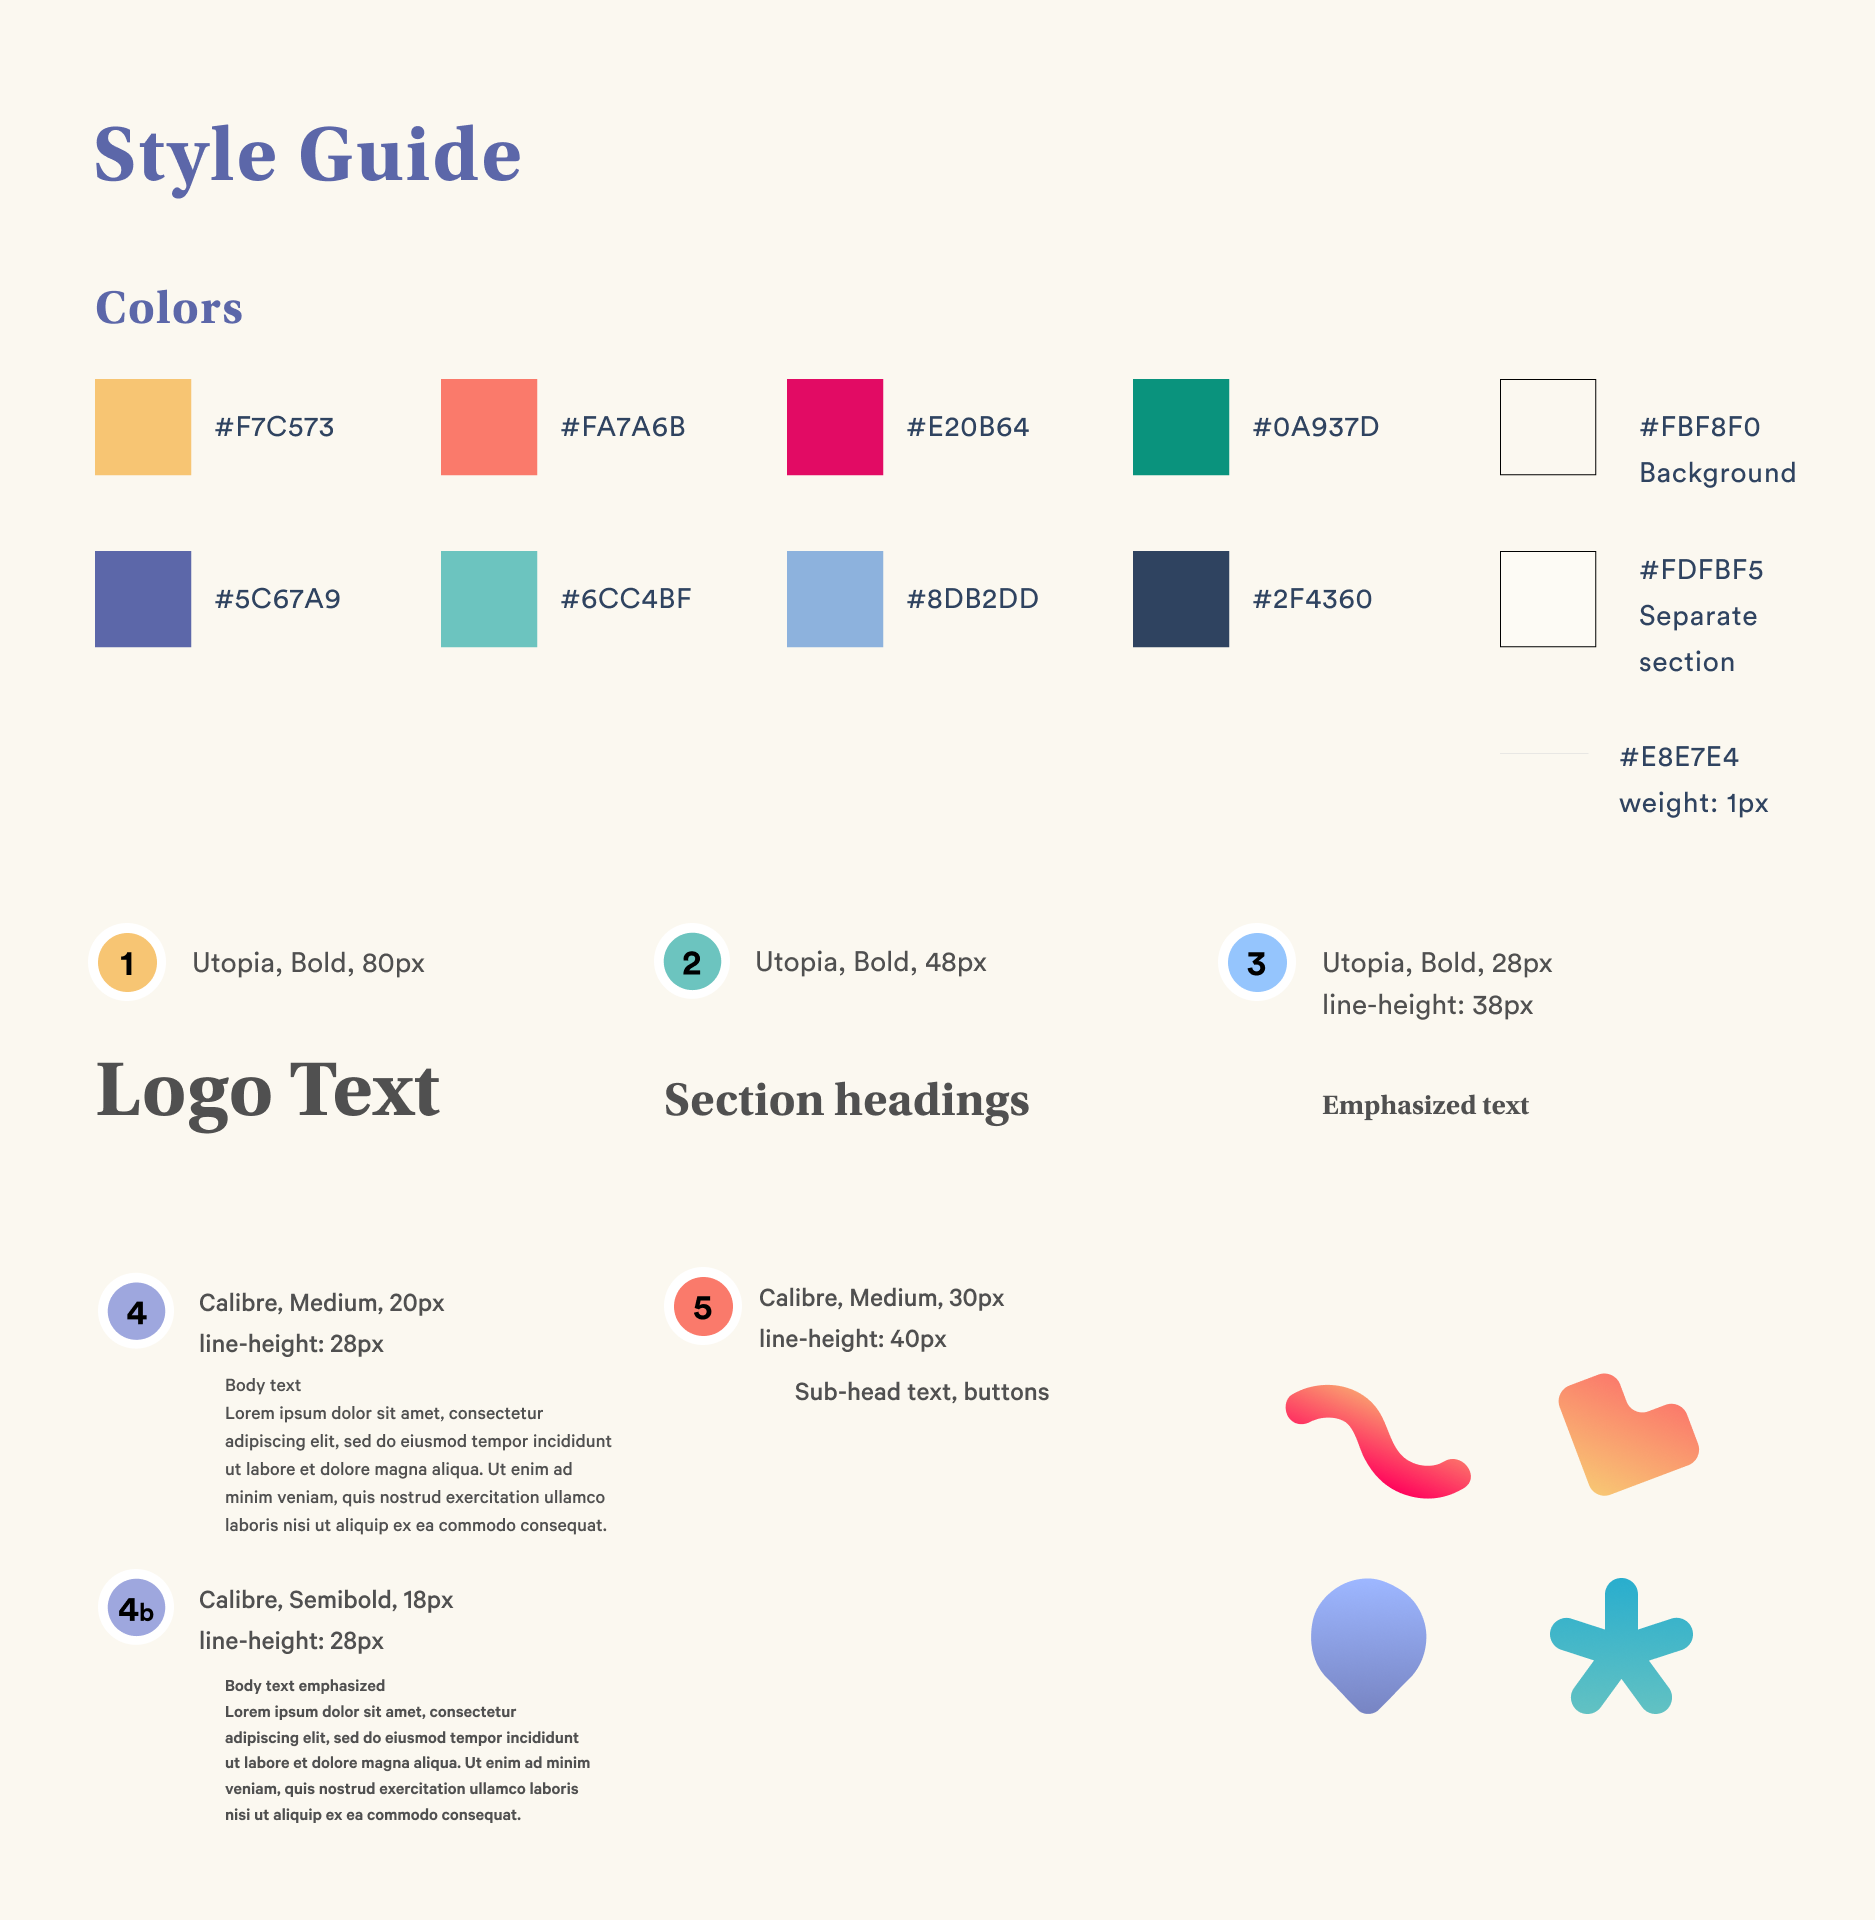 Style Guide
Colors
#F7C573
#FA7A6B
#E20B64
#0A937D
#FBF8F0
Background
#5C67A9
#6CC4BF
#8DB2DD
#2F4360
#FDFBF5
Separate
section
#E8E7E4
weight: 1px
1
Utopia, Bold, 80px
2
Utopia, Bold, 48px
3
Utopia, Bold, 28px
line-height: 38px
Logo Text
Section headings
Emphasized text
4
Calibre, Medium, 20px
line-height: 28px
Body text
Lorem ipsum dolor sit amet, consectetur
adipiscing elit, sed do eiusmod tempor incididunt
ut labore et dolore magna aliqua. Ut enim ad
minim veniam, quis nostrud exercitation ullamco
laboris nisi ut aliquip ex ea commodo consequat.
5
Calibre, Medium, 30px
line-height: 40px
Sub-head text, buttons
4b
Calibre, Semibold, 18px
line-height: 28px
Body text emphasized
Lorem ipsum dolor sit amet, consectetur
adipiscing elit, sed do eiusmod tempor incididunt
ut labore et dolore magna aliqua. Ut enim ad minim
veniam, quis nostrud exercitation ullamco laboris
nisi ut aliquip ex ea commodo consequat.